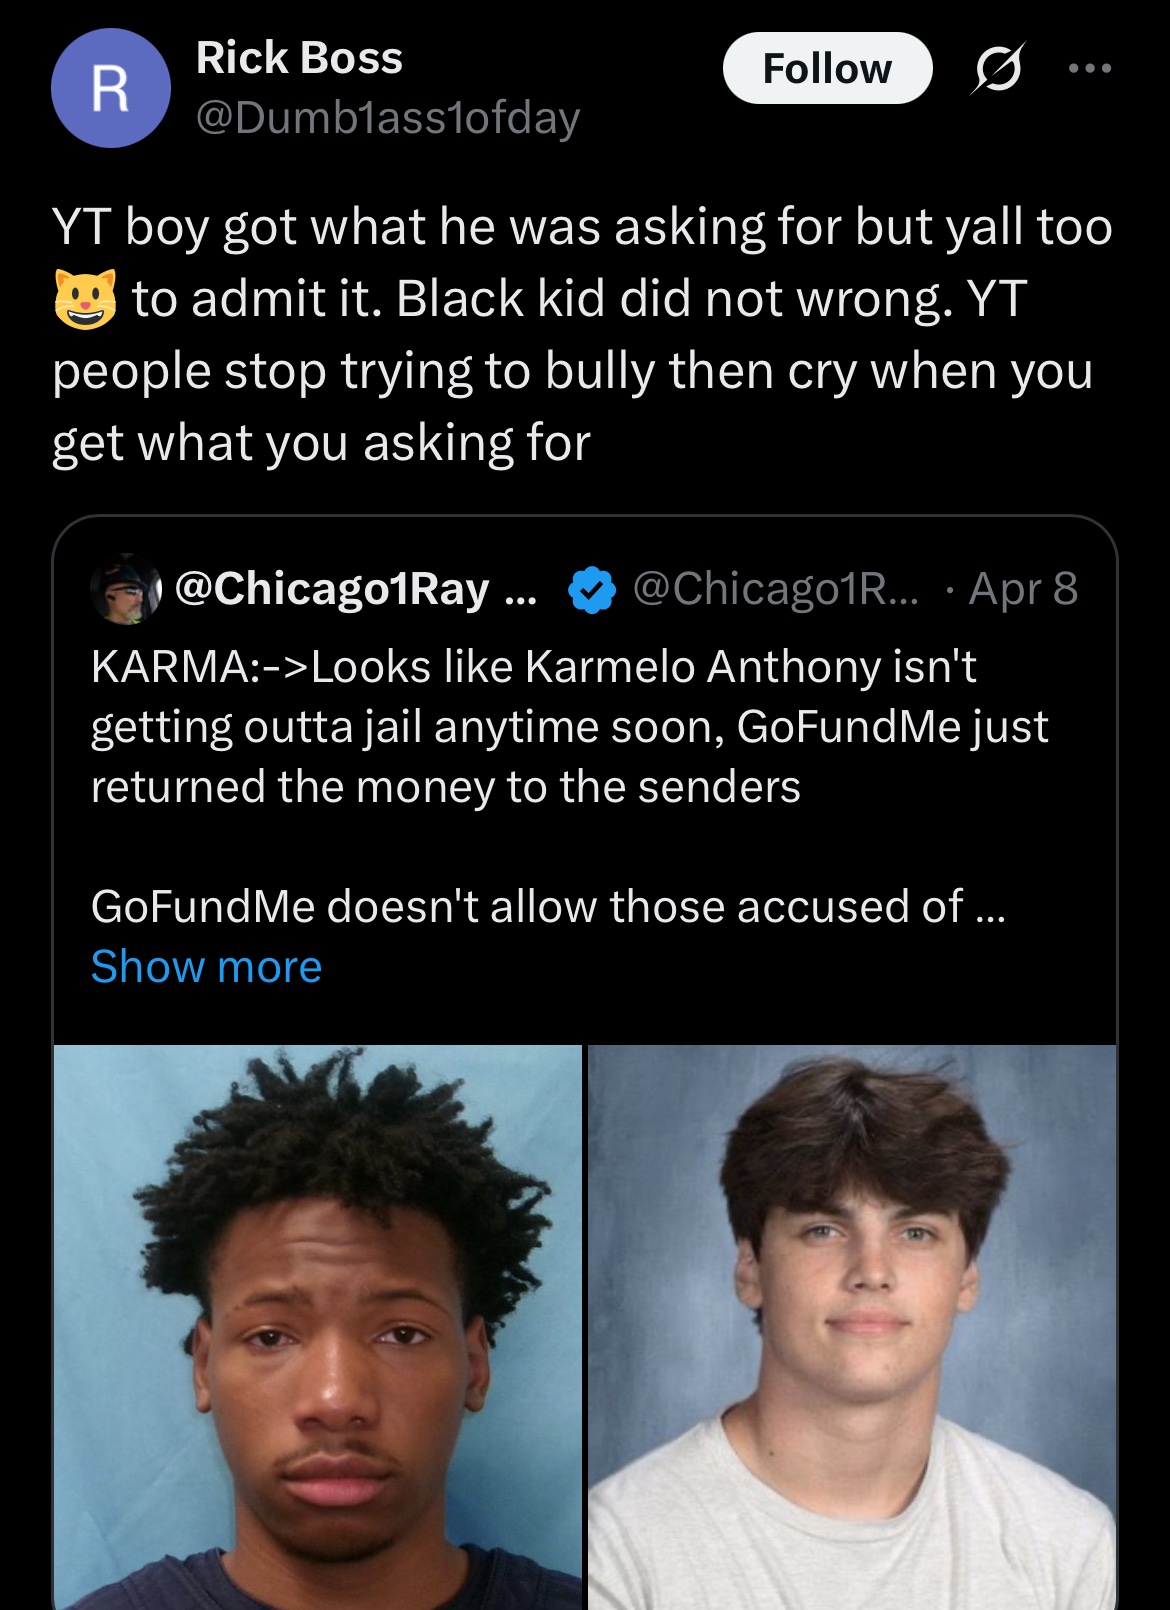 R
Rick Boss
Follow
@Dumb1ass1ofday
YT boy got what he was asking for but yall too
😺 to admit it. Black kid did not wrong. YT
people stop trying to bully then cry when you
get what you asking for
@Chicago1Ray ... @Chicago1R... · Apr 8
KARMA:->Looks like Karmelo Anthony isn't
getting outta jail anytime soon, GoFundMe just
returned the money to the senders
GoFundMe doesn't allow those accused of ...
Show more